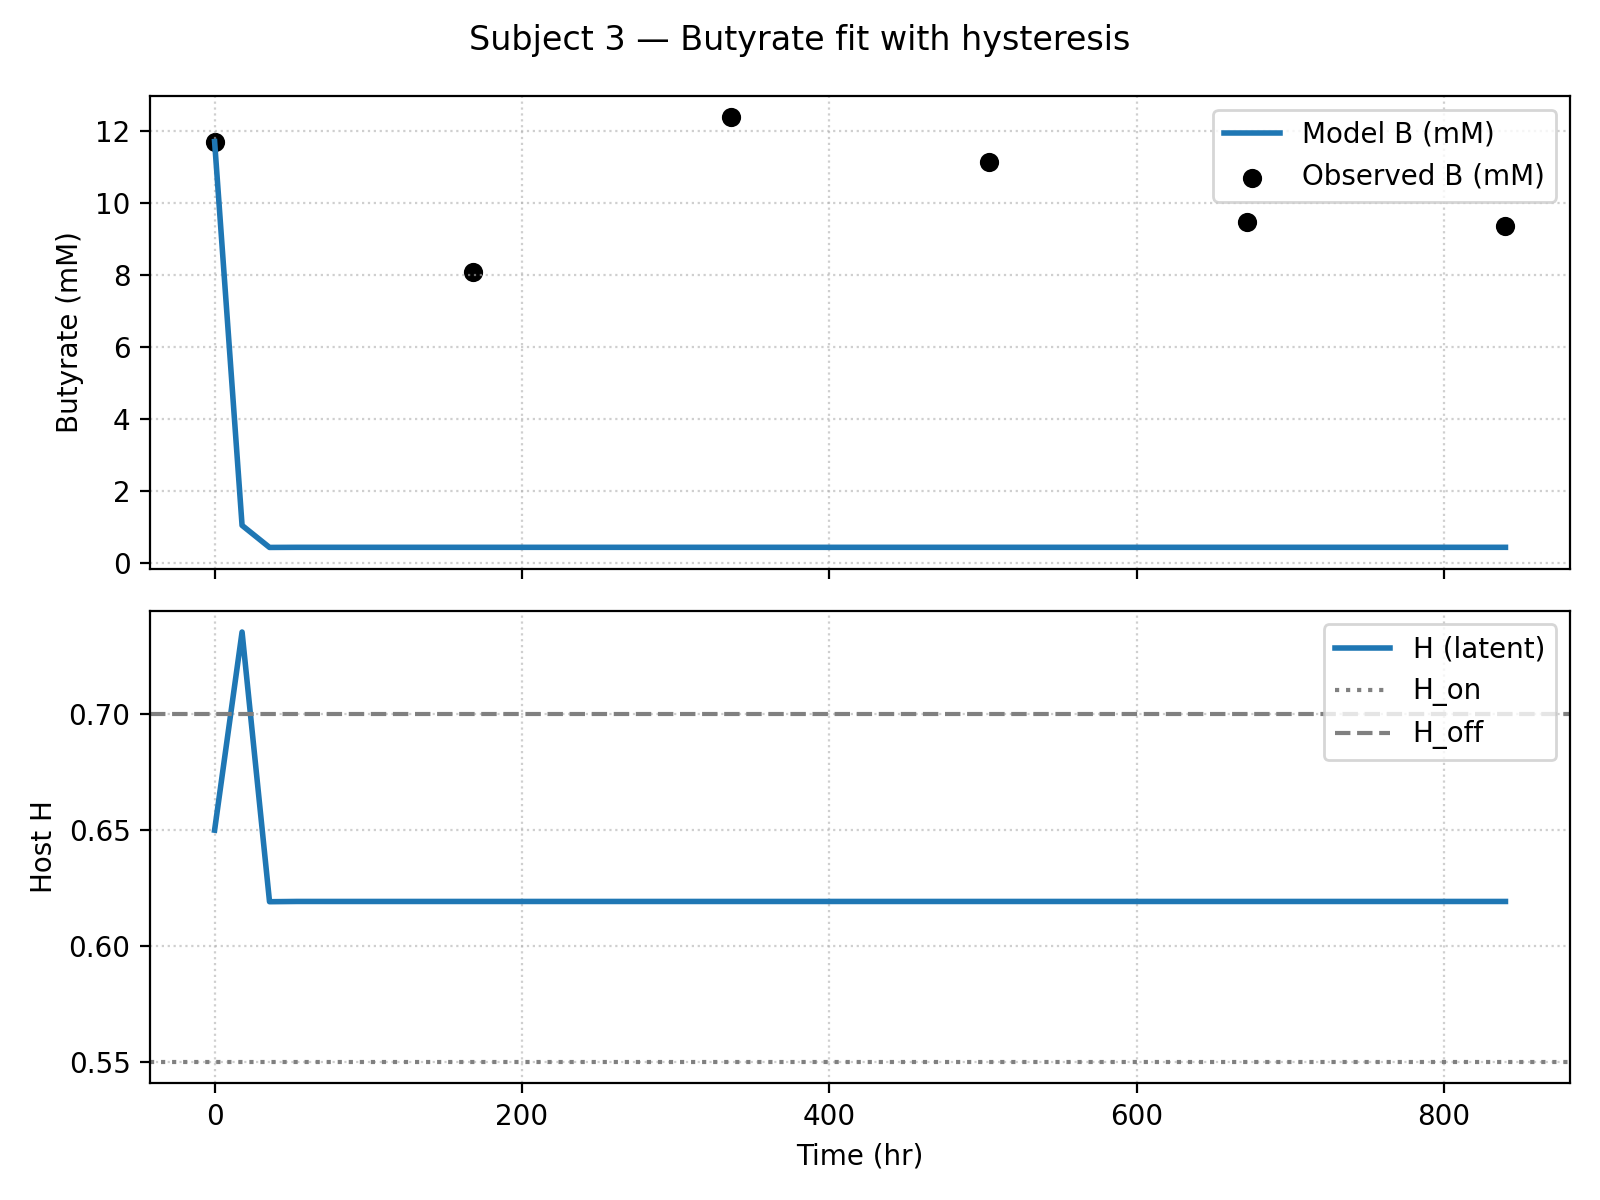 Subject 3 — Butyrate fit with hysteresis
12
10
8
6
4
2
0
Butyrate (mM)
Model B (mM)
Observed B (mM)
0.70
0.65
0.60
0.55
Host H
H (latent)
H_on
H_off
0 200 400 600 800
Time (hr)